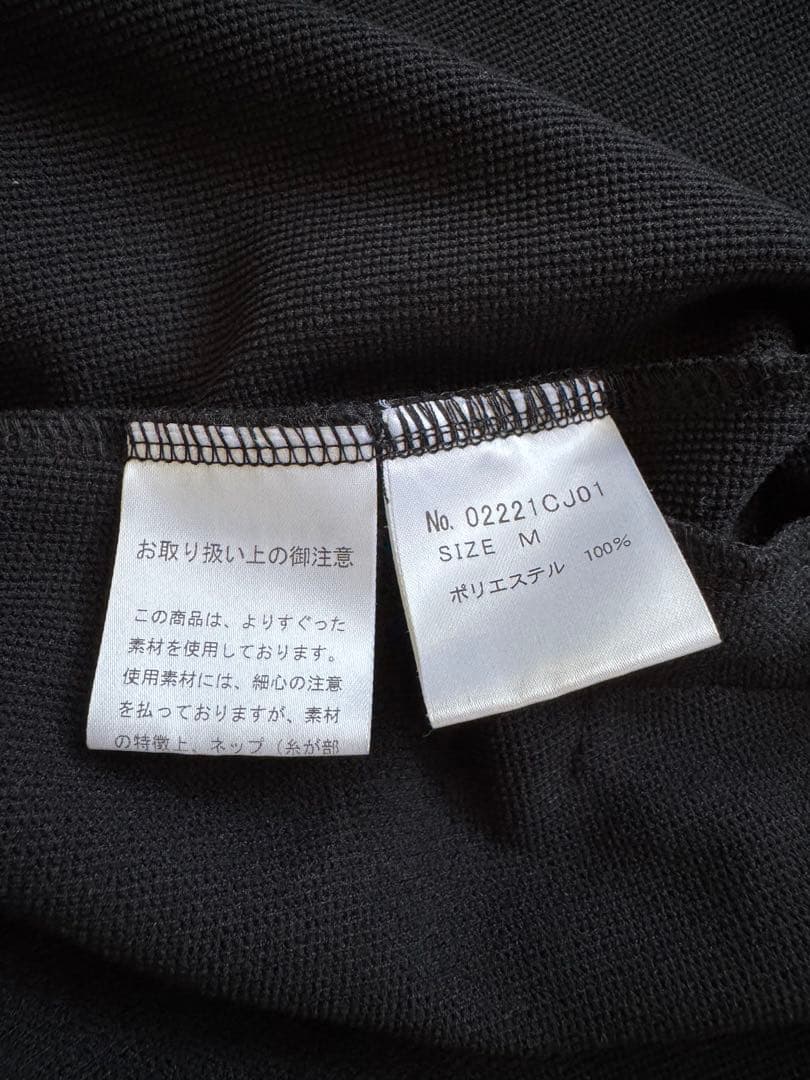 お取り扱い上の御注意
この商品は、よりすぐった
素材を使用しております。
使用素材には、細心の注意
を払っておりますが、素材
の特徴上、ネップ（糸が部
No. 02221CJ01
SIZE M
ポリエステル 100%